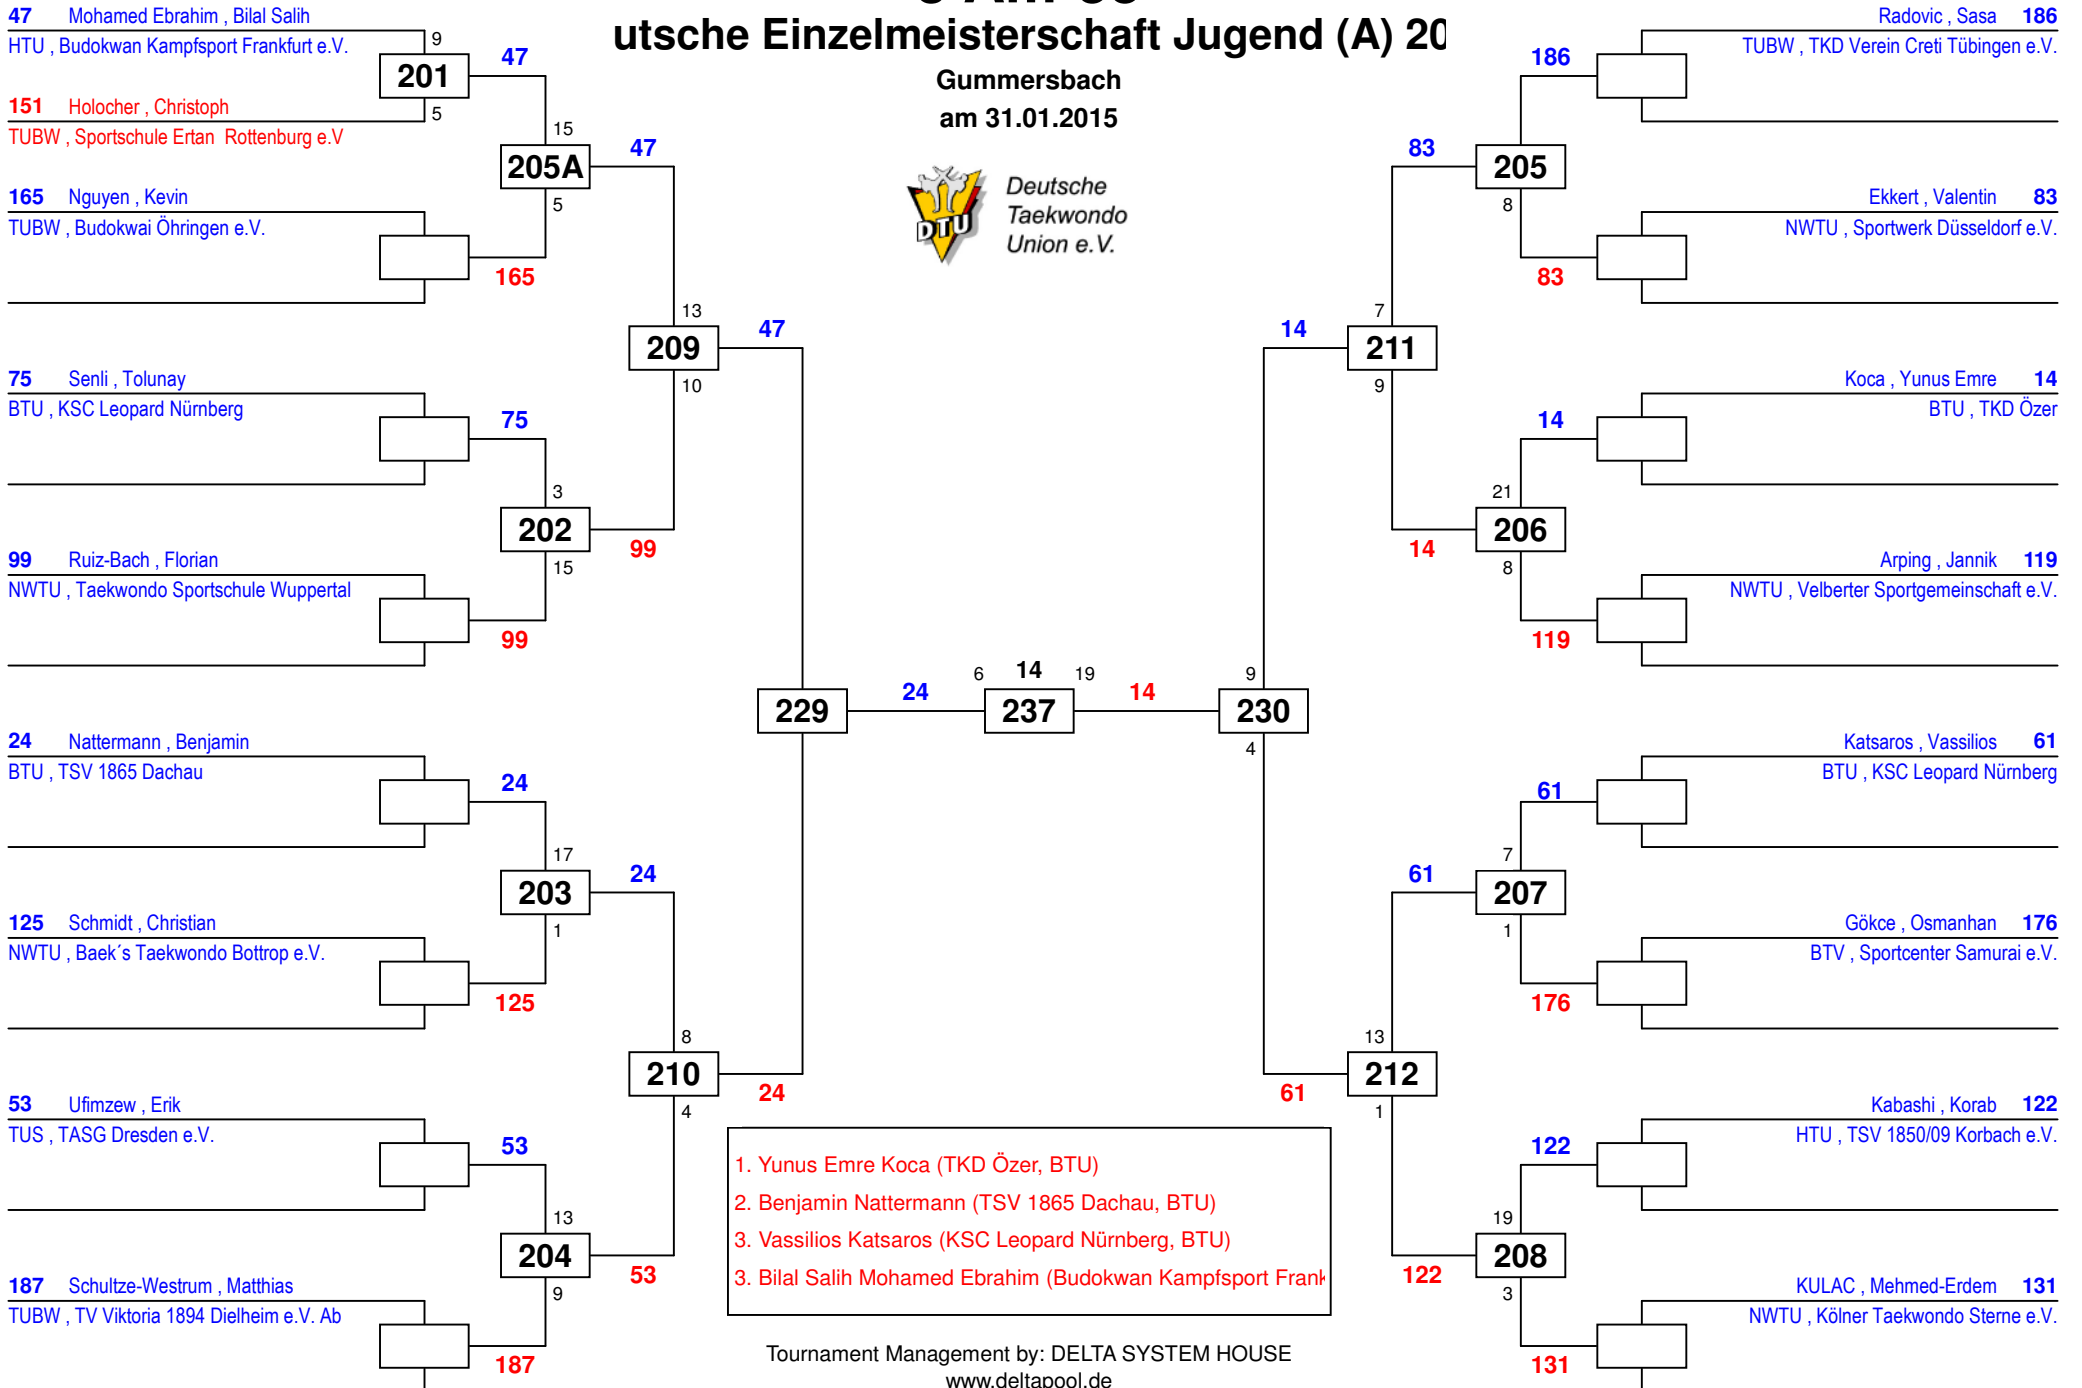 utsche Einzelmeisterschaft Jugend (A) 20
Gummersbach
am 31.01.2015
DTU
Deutsche
Taekwondo
Union e.V.
47 Mohamed Ebrahim , Bilal Salih
HTU , Budokwan Kampfsport Frankfurt e.V.
9
201
47
5
151 Holocher , Christoph
TUBW , Sportschule Ertan Rottenburg e.V
15
205A
47
5
165 Nguyen , Kevin
TUBW , Budokwai Öhringen e.V.
165
13
209
47
10
75 Senli , Tolunay
BTU , KSC Leopard Nürnberg
75
3
202
99
15
99 Ruiz-Bach , Florian
NWTU , Taekwondo Sportschule Wuppertal
99
229
24
6 14 19
237
14
24 Nattermann , Benjamin
BTU , TSV 1865 Dachau
24
17
203
24
1
125 Schmidt , Christian
NWTU , Baek´s Taekwondo Bottrop e.V.
125
8
210
24
4
53 Ufimzew , Erik
TUS , TASG Dresden e.V.
53
13
204
53
9
187 Schultze-Westrum , Matthias
TUBW , TV Viktoria 1894 Dielheim e.V. Ab
187
Radovic , Sasa 186
TUBW , TKD Verein Creti Tübingen e.V.
186
83
205
8
Ekkert , Valentin 83
NWTU , Sportwerk Düsseldorf e.V.
83
7
14
211
9
Koca , Yunus Emre 14
BTU , TKD Özer
14
21
206
14
8
Arping , Jannik 119
NWTU , Velberter Sportgemeinschaft e.V.
119
9
230
4
Katsaros , Vassilios 61
BTU , KSC Leopard Nürnberg
61
7
61
207
1
Gökce , Osmanhan 176
BTV , Sportcenter Samurai e.V.
176
13
212
61
1
Kabashi , Korab 122
HTU , TSV 1850/09 Korbach e.V.
122
19
208
122
3
KULAC , Mehmed-Erdem 131
NWTU , Kölner Taekwondo Sterne e.V.
131
1. Yunus Emre Koca (TKD Özer, BTU)
2. Benjamin Nattermann (TSV 1865 Dachau, BTU)
3. Vassilios Katsaros (KSC Leopard Nürnberg, BTU)
3. Bilal Salih Mohamed Ebrahim (Budokwan Kampfsport Frank
Tournament Management by: DELTA SYSTEM HOUSE
www.deltapool.de